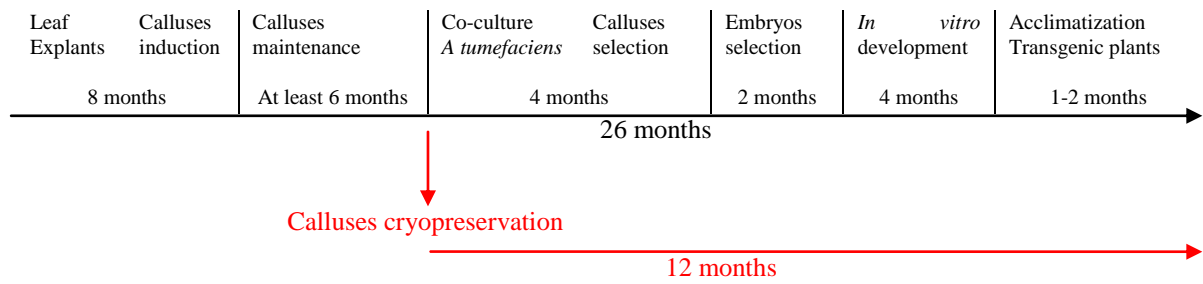 Leaf Calluses
Explants induction
8 months
Calluses
maintenance
At least 6 months
Co-culture Calluses
A tumefaciens selection
4 months
Embryos
selection
2 months
In vitro
development
4 months
Acclimatization
Transgenic plants
1-2 months
26 months
Calluses cryopreservation
12 months